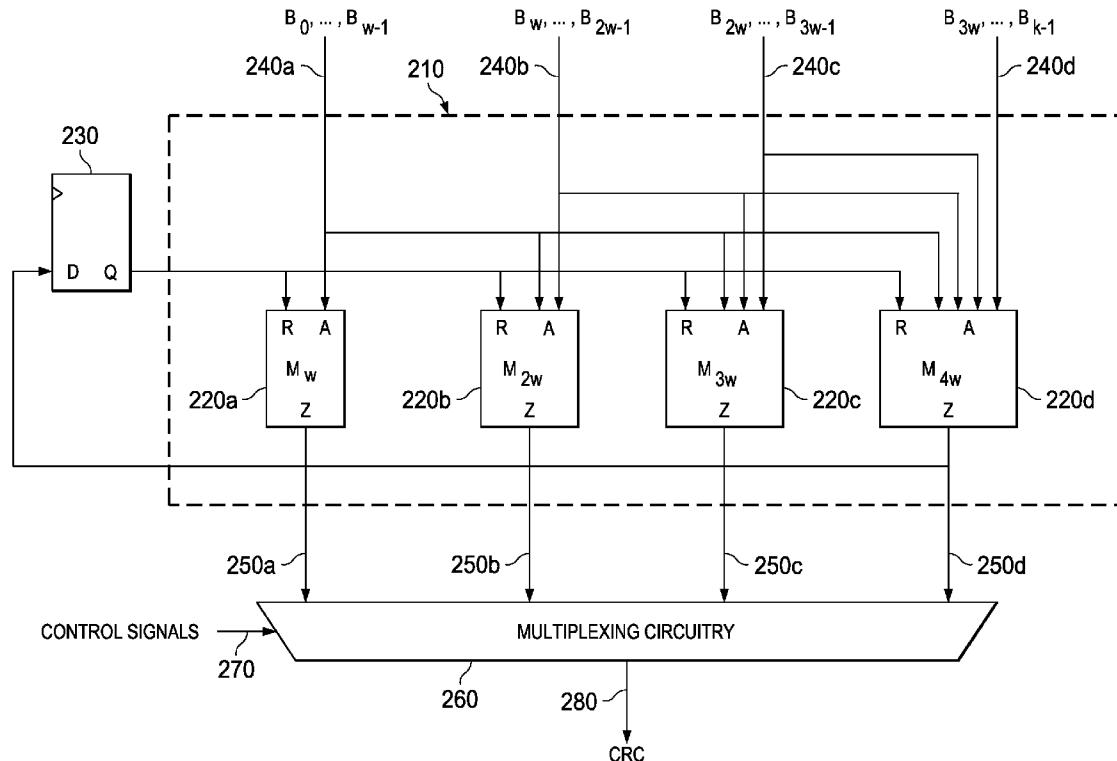 B0, ... , Bw-1 Bw, ... , B2w-1 B2w, ... , B3w-1 B3w, ... , Bk-1
240a 240b 240c 240d
210
230
D Q
R A R A R A R A
Mw M2w M3w M4w
220a 220b 220c 220d
Z Z Z Z
250a 250b 250c 250d
CONTROL SIGNALS MULTIPLEXING CIRCUITRY
270
260 280
CRC